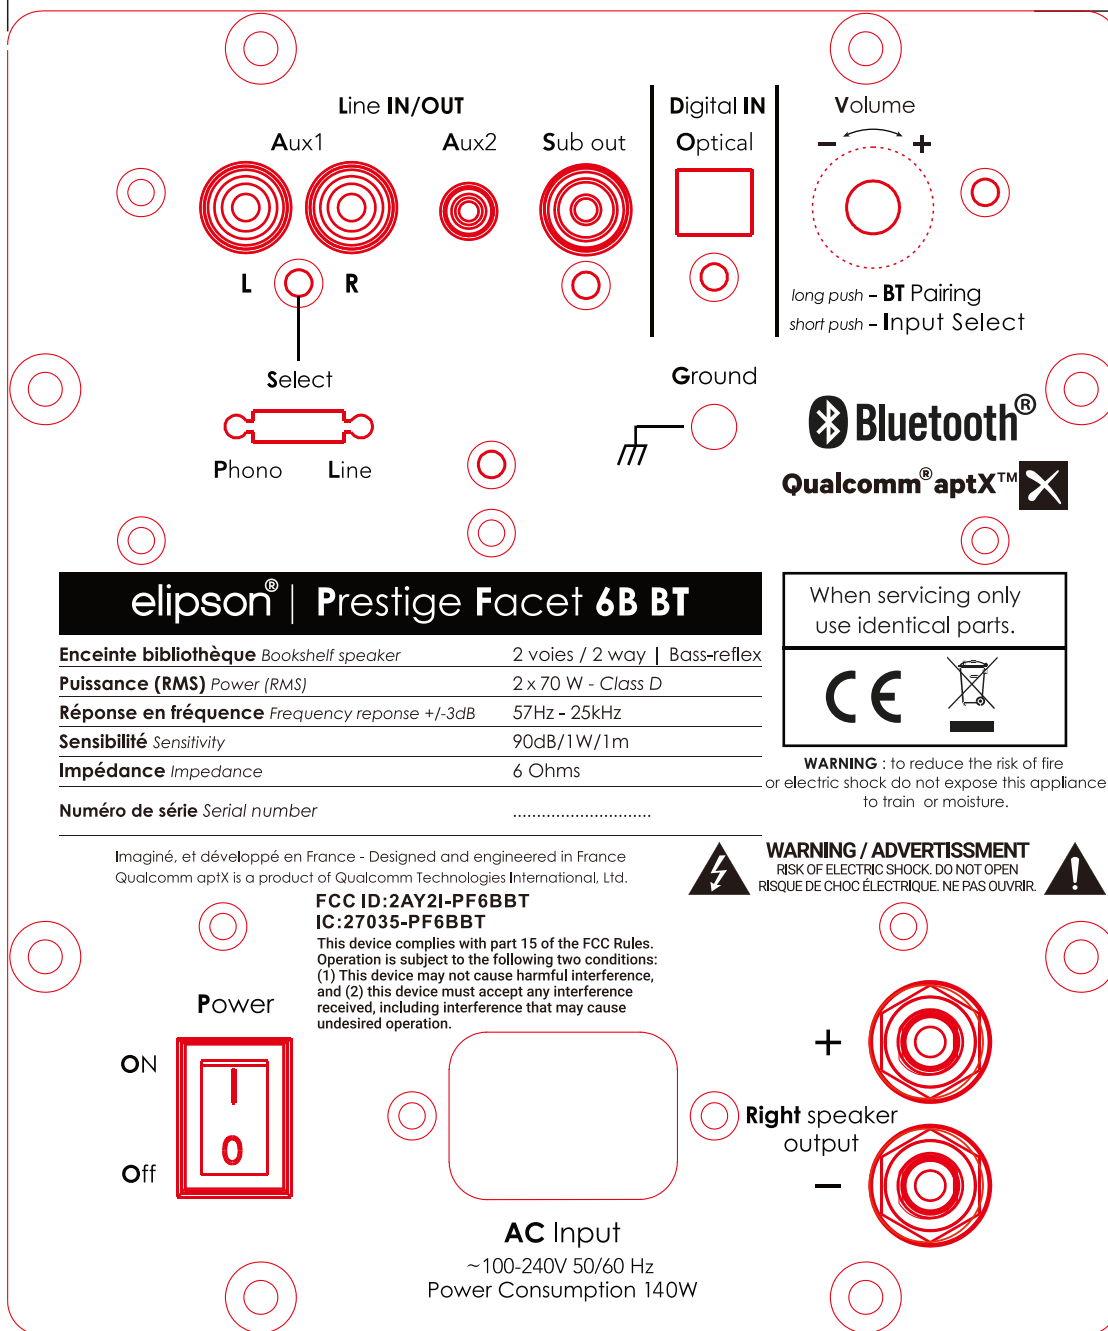 Line IN/OUT
Aux1
Aux2
Sub out
L
R
Digital IN
Optical
Volume
− +
long push – BT Pairing
short push – Input Select
Select
Phono
Line
Ground
Bluetooth®
Qualcomm® aptX™
elipson® | Prestige Facet 6B BT
Enceinte bibliothèque Bookshelf speaker 2 voies / 2 way | Bass-reflex
Puissance (RMS) Power (RMS) 2 x 70 W - Class D
Réponse en fréquence Frequency reponse +/-3dB 57Hz - 25kHz
Sensibilité Sensitivity 90dB/1W/1m
Impédance Impedance 6 Ohms
Numéro de série Serial number ............................
When servicing only
use identical parts.
CE
WARNING : to reduce the risk of fire
or electric shock do not expose this appliance
to train or moisture.
Imaginé, et développé en France - Designed and engineered in France
Qualcomm aptX is a product of Qualcomm Technologies International, Ltd.
WARNING / ADVERTISSMENT
RISK OF ELECTRIC SHOCK. DO NOT OPEN
RISQUE DE CHOC ÉLECTRIQUE. NE PAS OUVRIR.
FCC ID:2AY2I-PF6BBT
IC:27035-PF6BBT
This device complies with part 15 of the FCC Rules.
Operation is subject to the following two conditions:
(1) This device may not cause harmful interference,
and (2) this device must accept any interference
received, including interference that may cause
undesired operation.
Power
ON
Off
AC Input
~100-240V 50/60 Hz
Power Consumption 140W
+
Right speaker
output
−